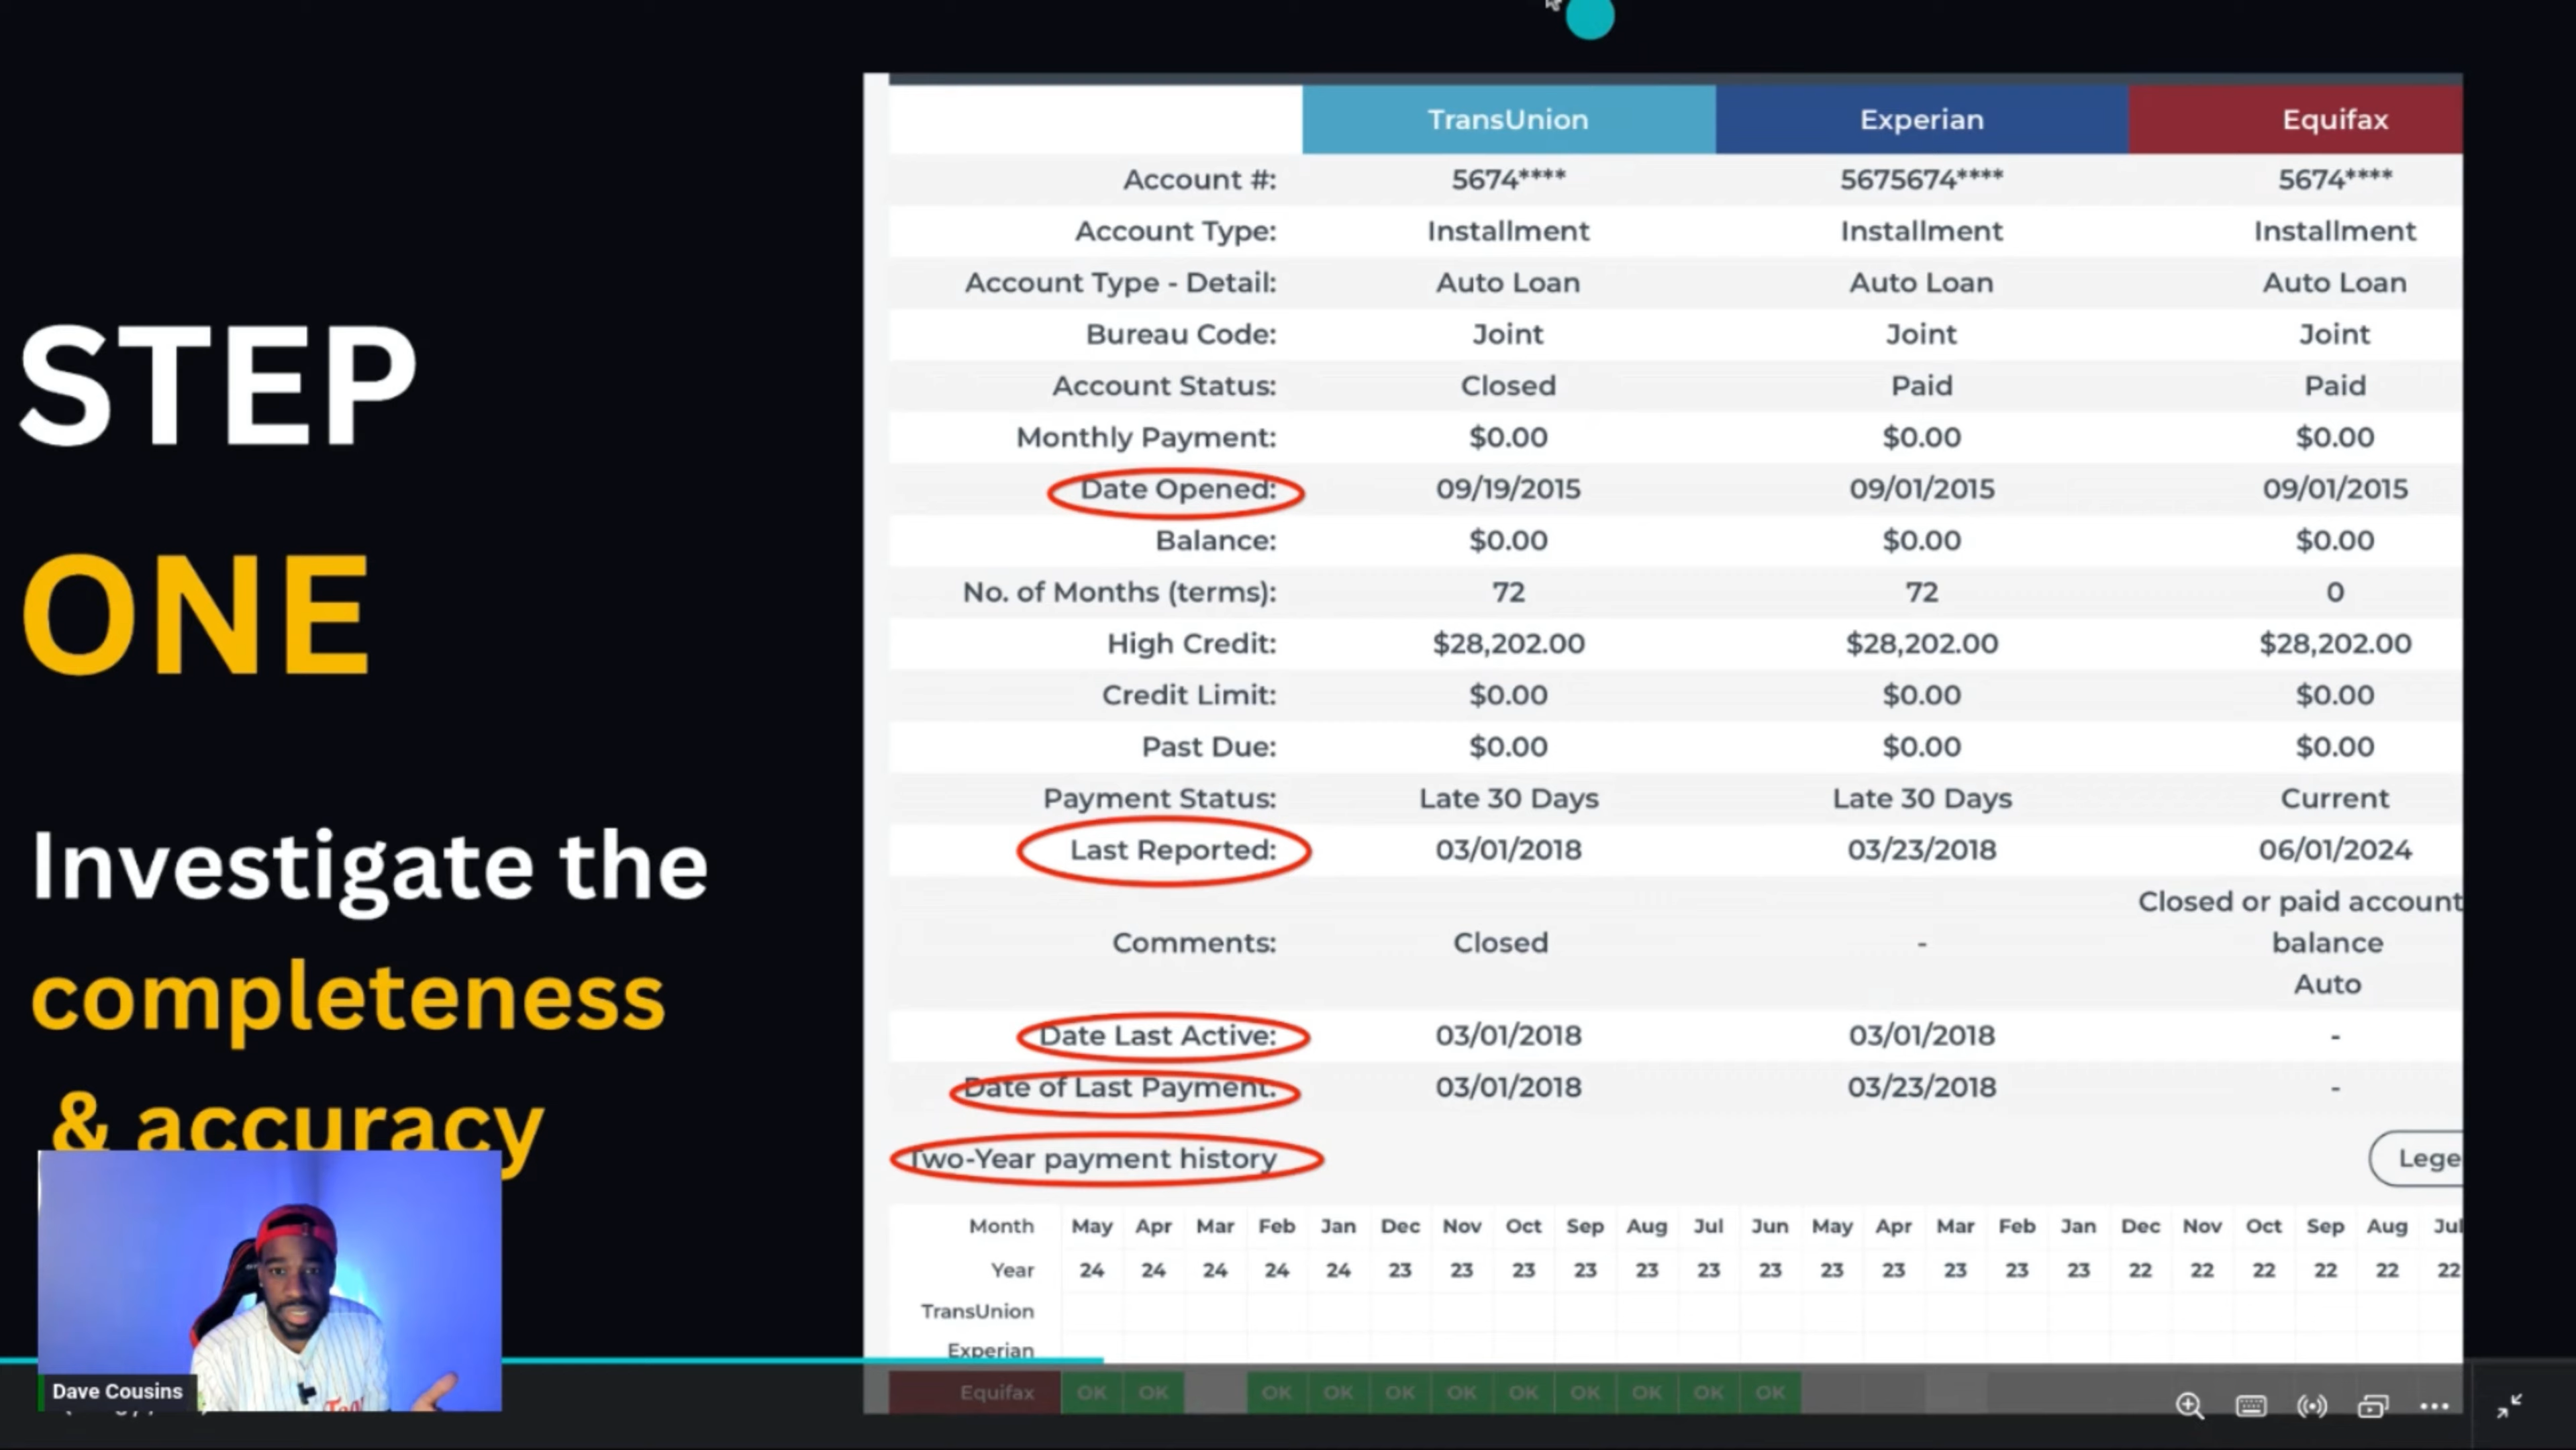 STEP
ONE
Investigate the
completeness
& accuracy
TransUnion Experian Equifax
Account #: 5674**** 5675674**** 5674****
Account Type: Installment Installment Installment
Account Type - Detail: Auto Loan Auto Loan Auto Loan
Bureau Code: Joint Joint Joint
Account Status: Closed Paid Paid
Monthly Payment: $0.00 $0.00 $0.00
Date Opened: 09/19/2015 09/01/2015 09/01/2015
Balance: $0.00 $0.00 $0.00
No. of Months (terms): 72 72 0
High Credit: $28,202.00 $28,202.00 $28,202.00
Credit Limit: $0.00 $0.00 $0.00
Past Due: $0.00 $0.00 $0.00
Payment Status: Late 30 Days Late 30 Days Current
Last Reported: 03/01/2018 03/23/2018 06/01/2024
Comments: Closed - Closed or paid account
balance
Auto
Date Last Active: 03/01/2018 03/01/2018 -
Date of Last Payment: 03/01/2018 03/23/2018 -
Two-Year payment history Lege
Month May Apr Mar Feb Jan Dec Nov Oct Sep Aug Jul Jun May Apr Mar Feb Jan Dec Nov Oct Sep Aug Jul
Year 24 24 24 24 24 23 23 23 23 23 23 23 23 23 23 23 23 22 22 22 22 22 22
TransUnion
Experian
Equifax OK OK OK OK OK OK OK OK OK OK OK
Dave Cousins